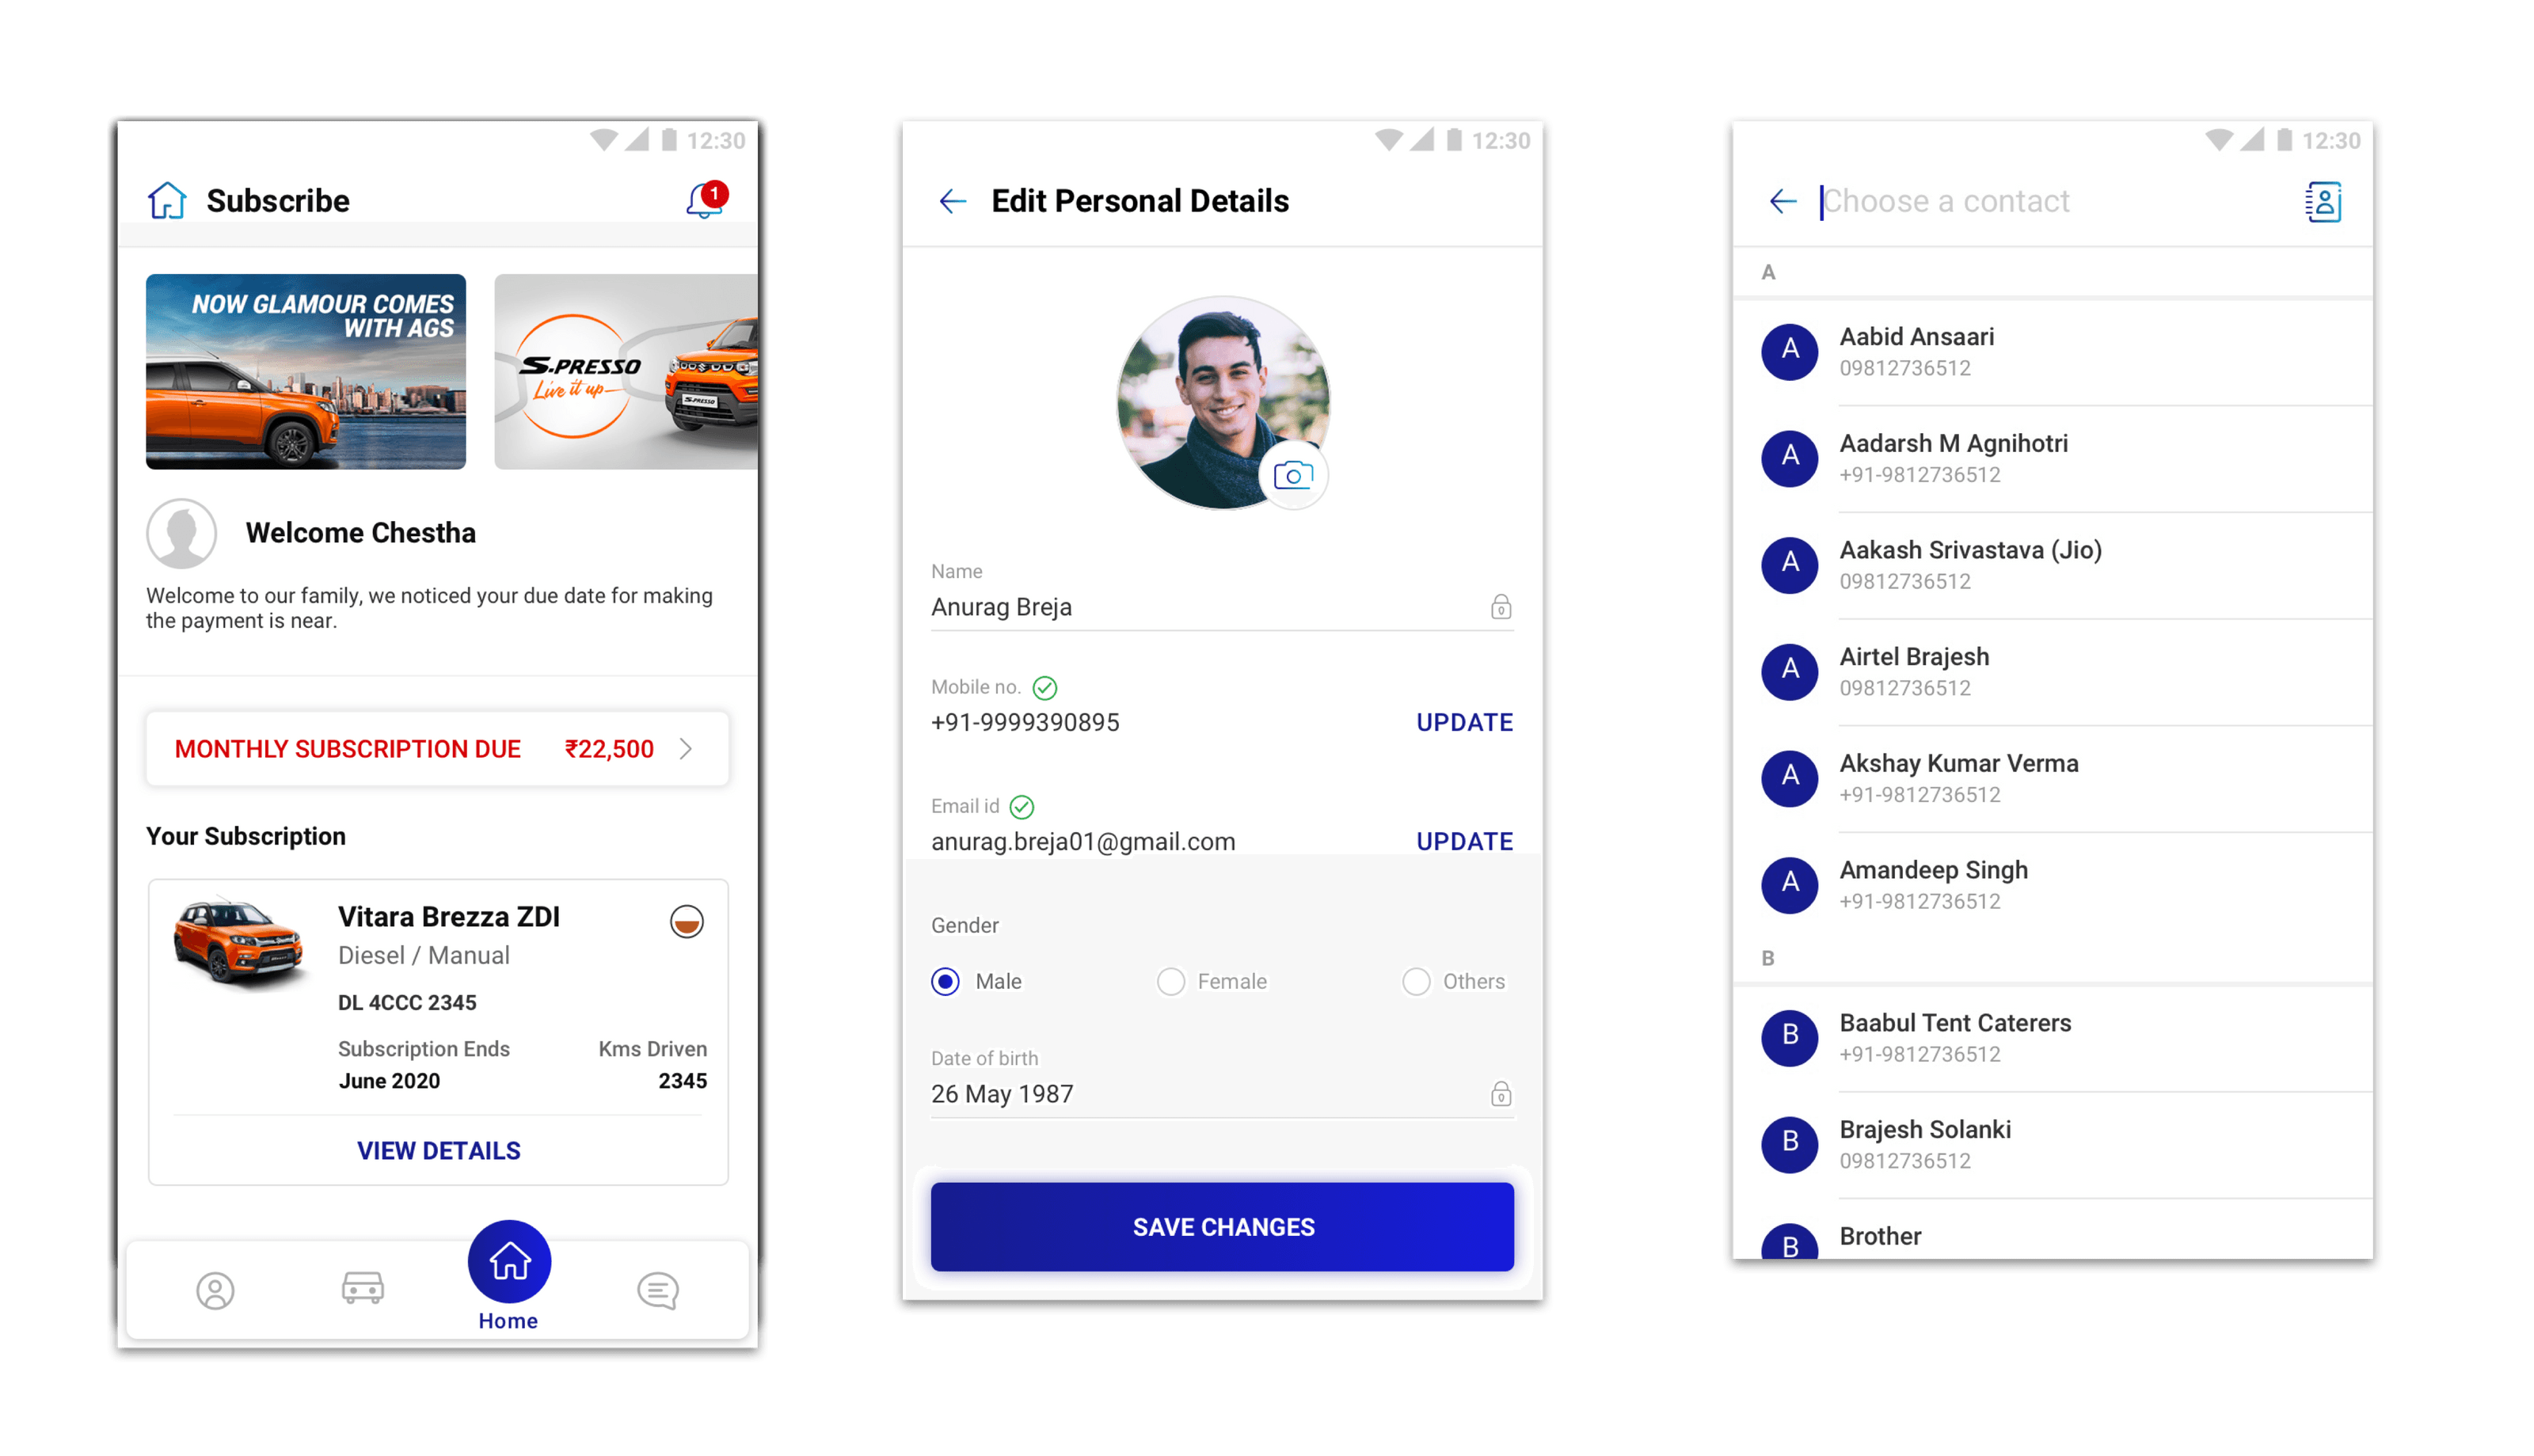 12:30
Subscribe
1
NOW GLAMOUR COMES
WITH AGS
S.PRESSO
Live it up
S.PRESSO
Welcome Chestha
Welcome to our family, we noticed your due date for making
the payment is near.
MONTHLY SUBSCRIPTION DUE ₹22,500
Your Subscription
Vitara Brezza ZDI
Diesel / Manual
DL 4CCC 2345
Subscription Ends Kms Driven
June 2020 2345
VIEW DETAILS
Home
12:30
Edit Personal Details
Name
Anurag Breja
Mobile no.
+91-9999390895 UPDATE
Email id
anurag.breja01@gmail.com UPDATE
Gender
Male Female Others
Date of birth
26 May 1987
SAVE CHANGES
12:30
Choose a contact
A
A Aabid Ansaari
09812736512
A Aadarsh M Agnihotri
+91-9812736512
A Aakash Srivastava (Jio)
09812736512
A Airtel Brajesh
09812736512
A Akshay Kumar Verma
+91-9812736512
A Amandeep Singh
+91-9812736512
B
B Baabul Tent Caterers
+91-9812736512
B Brajesh Solanki
09812736512
B Brother